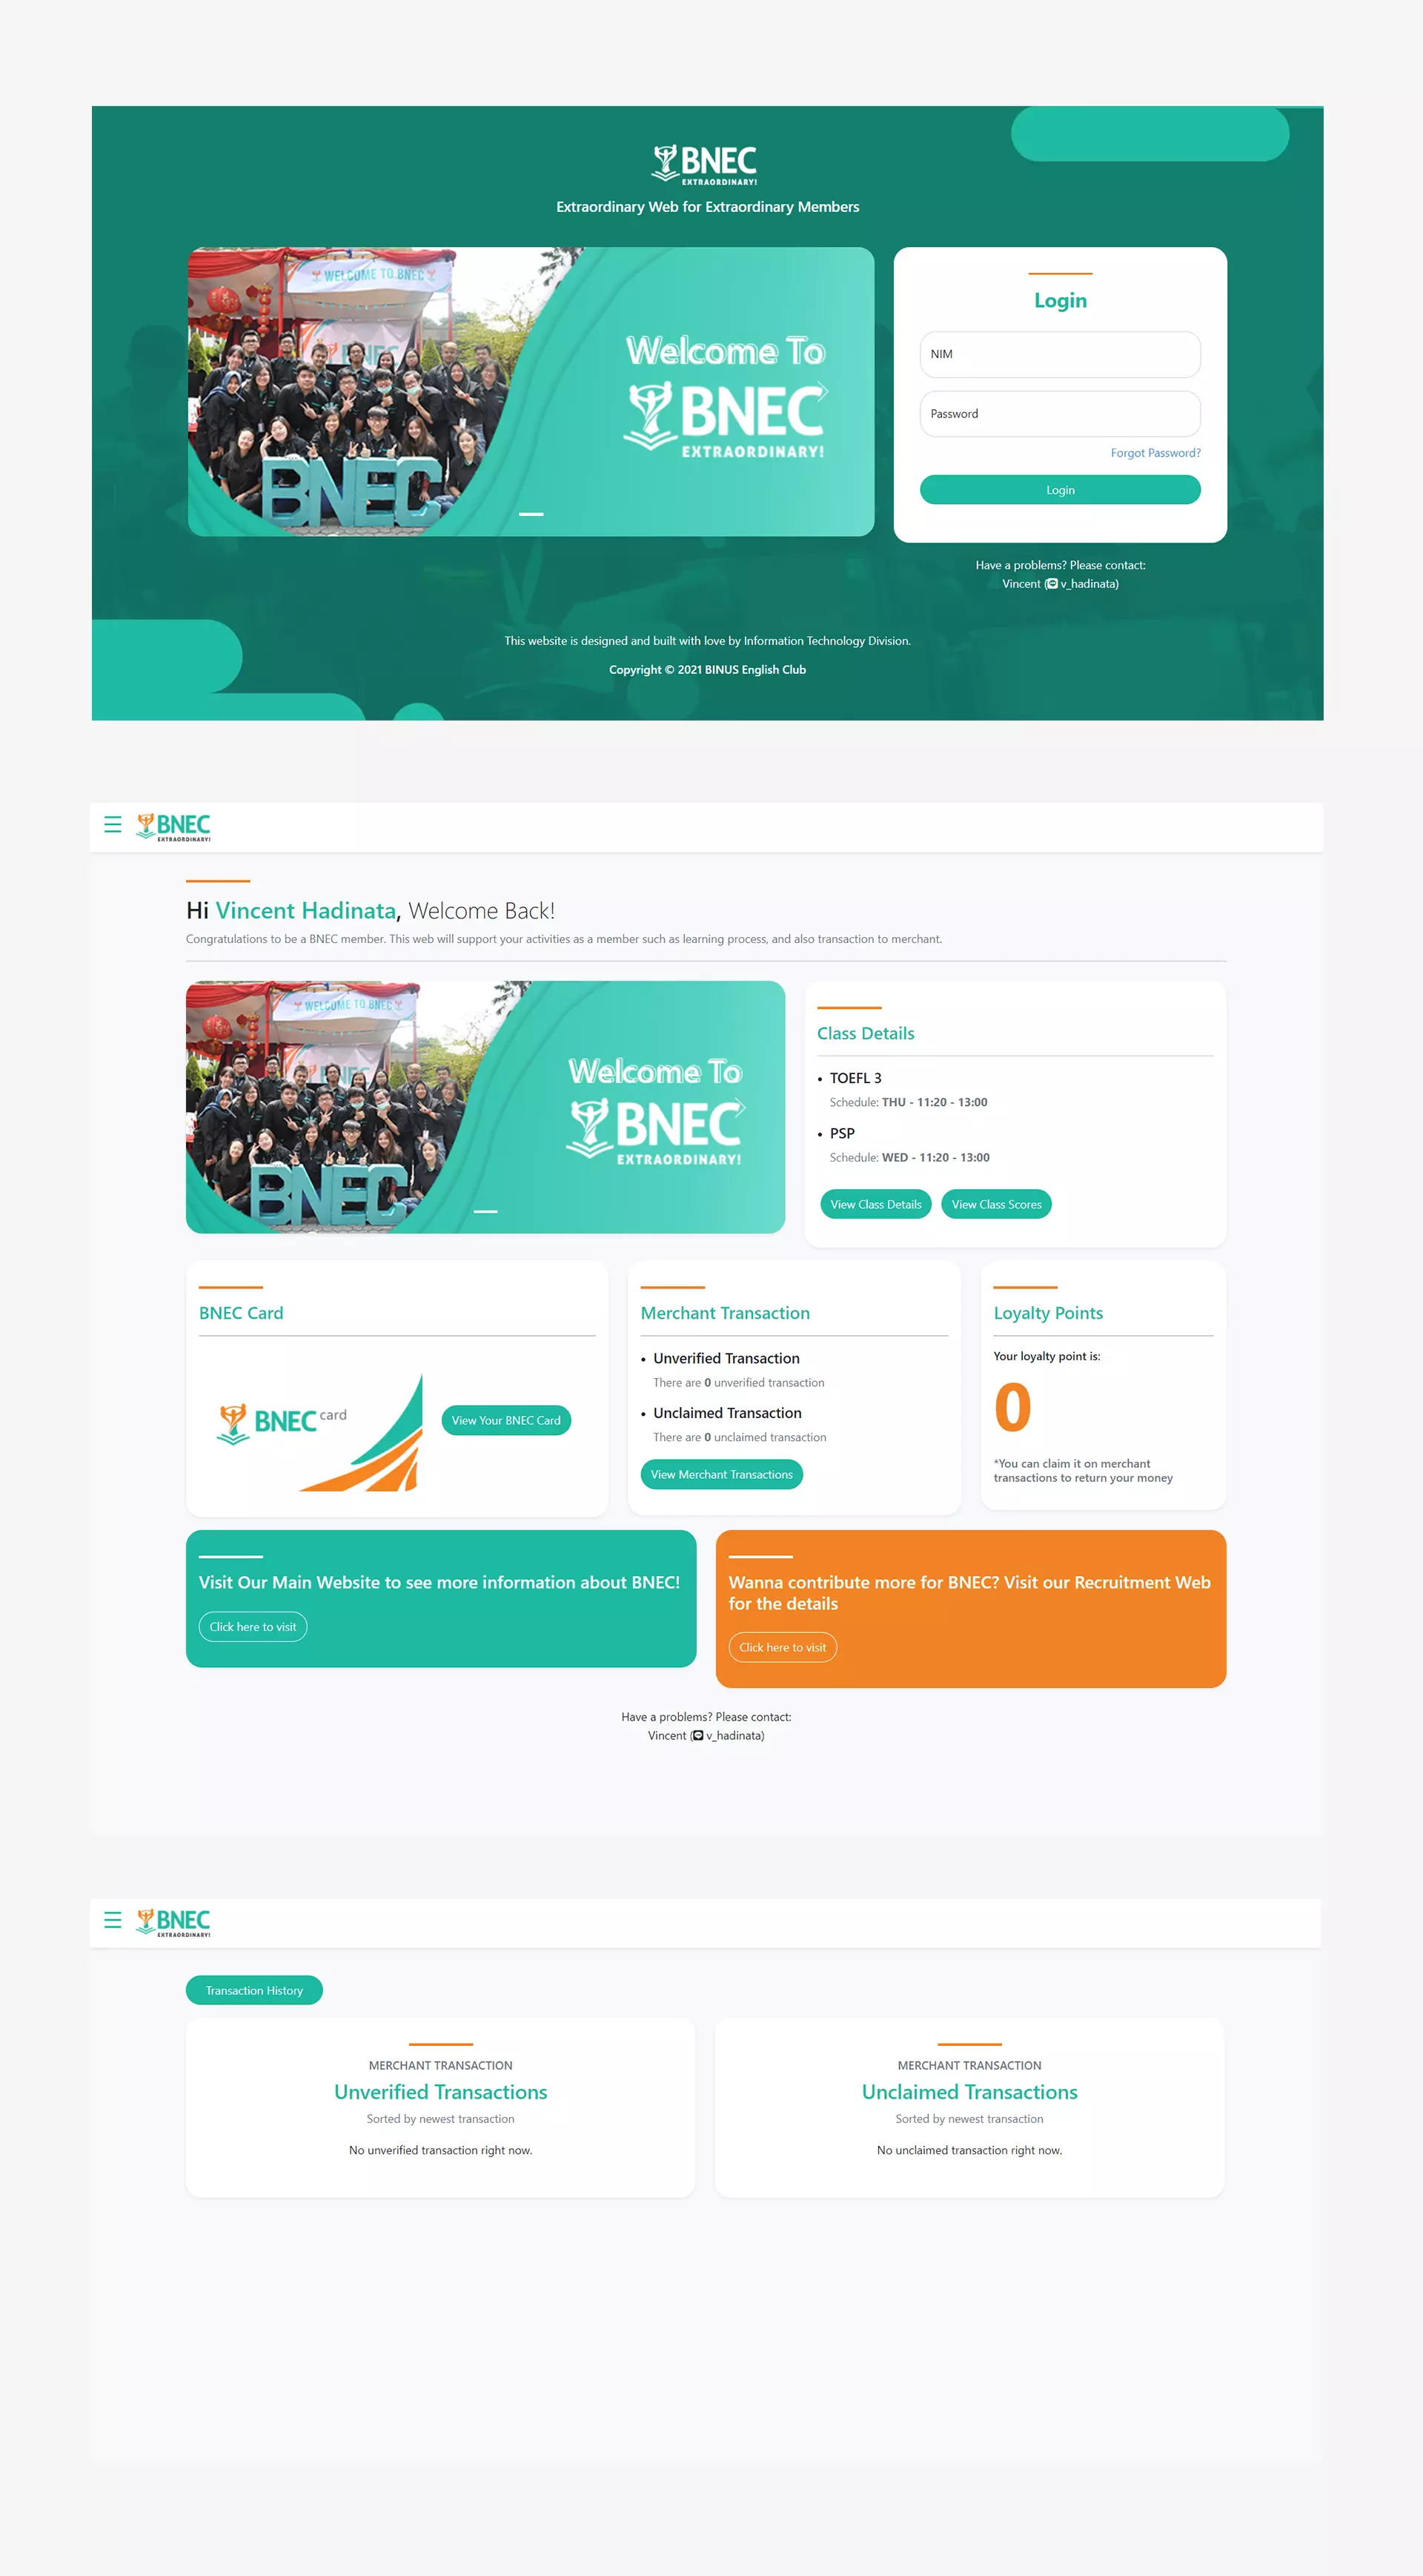 BNEC
EXTRAORDINARY!
Extraordinary Web for Extraordinary Members
WELCOME TO BNEC
BNEC
Welcome To
BNEC
EXTRAORDINARY!
Login
NIM
Password
Forgot Password?
Login
Have a problems? Please contact:
Vincent ( v_hadinata)
This website is designed and built with love by Information Technology Division.
Copyright © 2021 BINUS English Club
BNEC
EXTRAORDINARY!
Hi Vincent Hadinata, Welcome Back!
Congratulations to be a BNEC member. This web will support your activities as a member such as learning process, and also transaction to merchant.
WELCOME TO BNEC
BNEC
Welcome To
BNEC
EXTRAORDINARY!
Class Details
• TOEFL 3
Schedule: THU - 11:20 - 13:00
• PSP
Schedule: WED - 11:20 - 13:00
View Class Details
View Class Scores
BNEC Card
BNEC card
View Your BNEC Card
Merchant Transaction
• Unverified Transaction
There are 0 unverified transaction
• Unclaimed Transaction
There are 0 unclaimed transaction
View Merchant Transactions
Loyalty Points
Your loyalty point is:
0
*You can claim it on merchant
transactions to return your money
Visit Our Main Website to see more information about BNEC!
Click here to visit
Wanna contribute more for BNEC? Visit our Recruitment Web
for the details
Click here to visit
Have a problems? Please contact:
Vincent ( v_hadinata)
BNEC
EXTRAORDINARY!
Transaction History
MERCHANT TRANSACTION
Unverified Transactions
Sorted by newest transaction
No unverified transaction right now.
MERCHANT TRANSACTION
Unclaimed Transactions
Sorted by newest transaction
No unclaimed transaction right now.